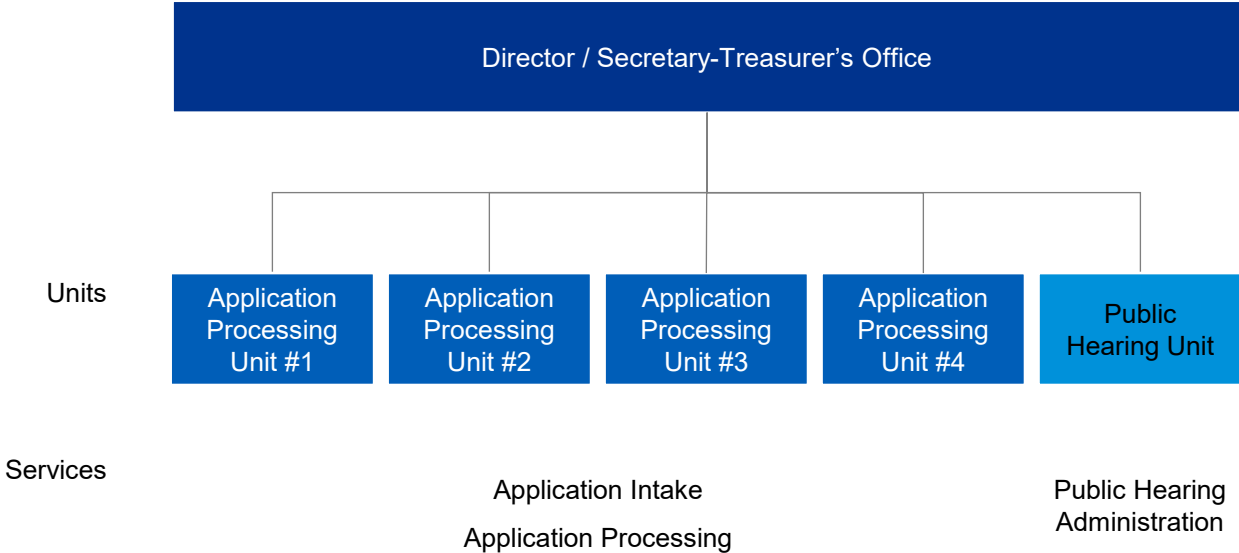 Director / Secretary-Treasurer's Office
Units
Application
Processing
Unit #1
Application
Processing
Unit #2
Application
Processing
Unit #3
Application
Processing
Unit #4
Public
Hearing Unit
Services
Application Intake
Application Processing
Public Hearing
Administration